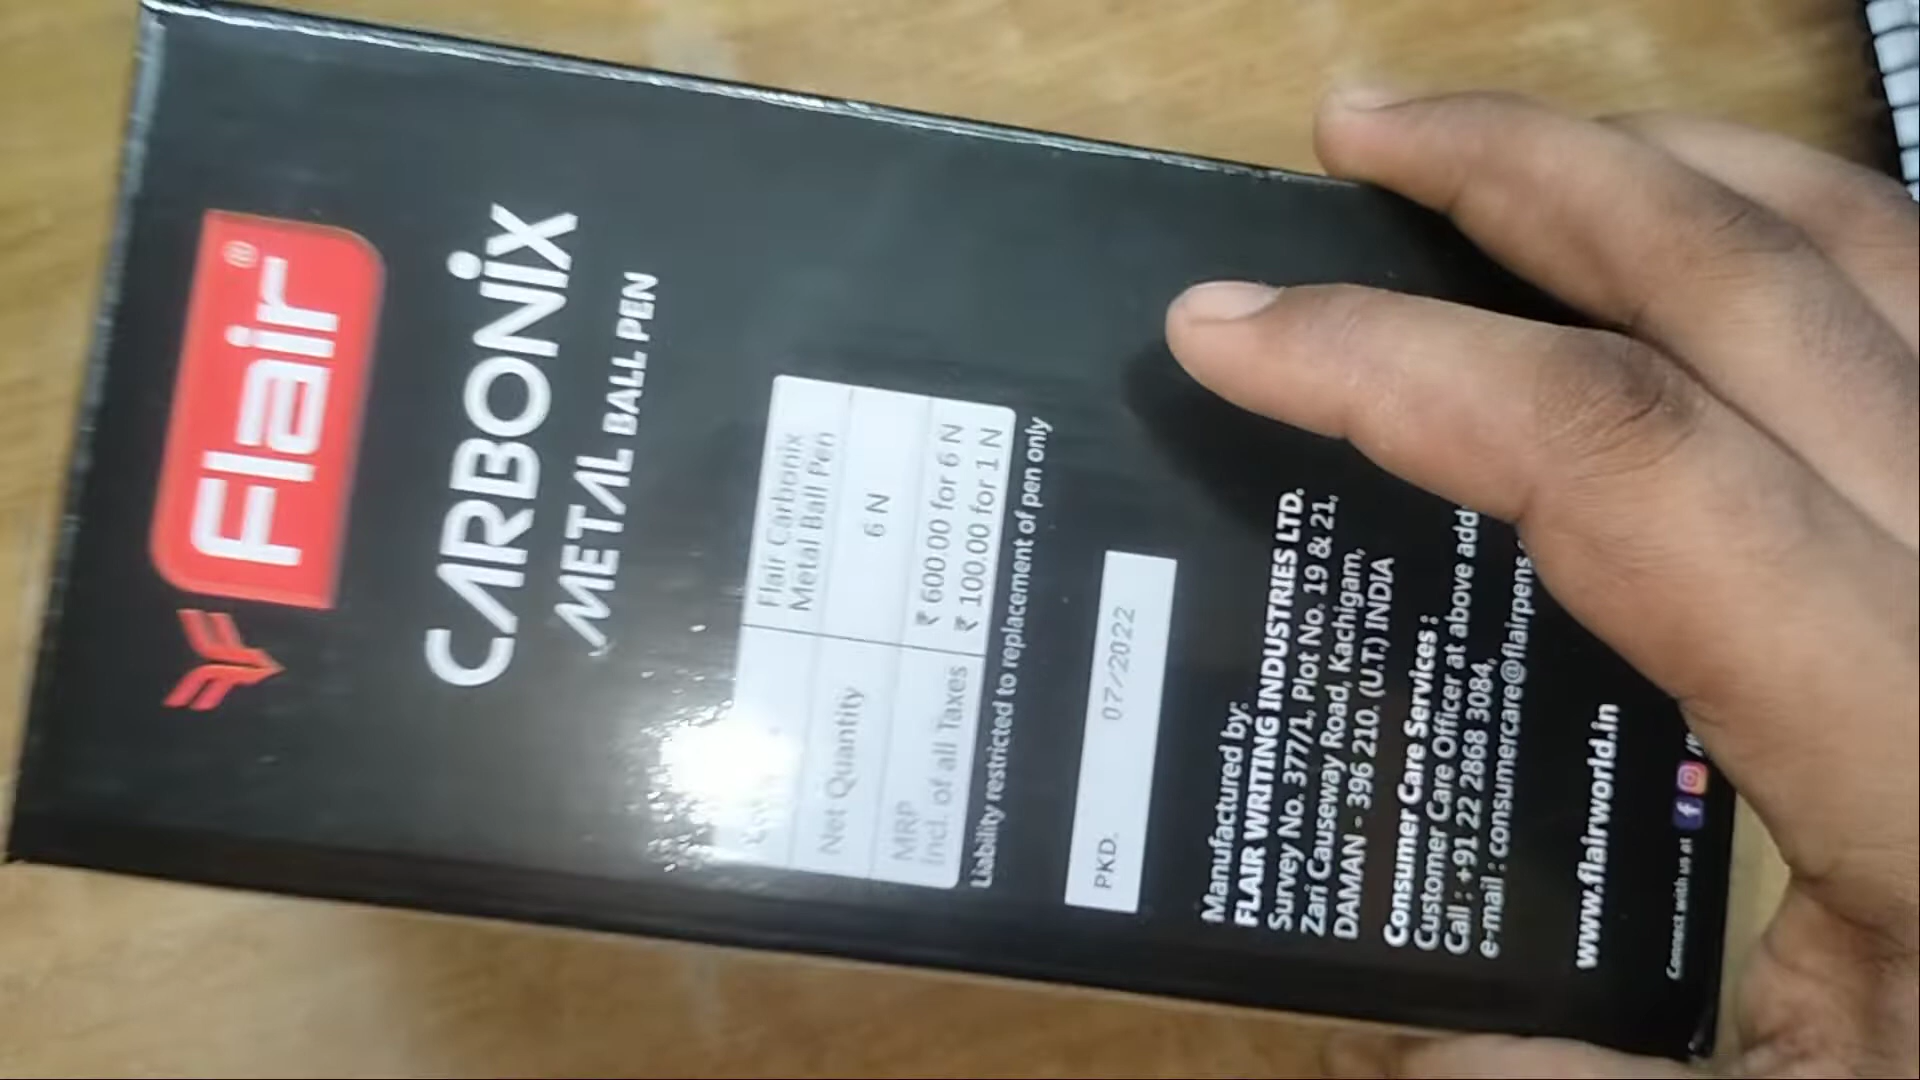 Flair®
CARBONIX
METAL BALL PEN
Flair Carbonix
Metal Ball Pen
Net Quantity 6 N
MRP ₹ 600.00 for 6 N
Incl. of all Taxes ₹ 100.00 for 1 N
Liability restricted to replacement of pen only
PKD. 07/2022
Manufactured by:
FLAIR WRITING INDUSTRIES LTD.
Survey No. 377/1, Plot No. 19 & 21,
Zari Causeway Road, Kachigam,
DAMAN - 396 210. (U.T.) INDIA
Consumer Care Services :
Customer Care Officer at above add
Call : +91 22 2868 3084,
e-mail : consumercare@flairpens
www.flairworld.in
Connect with us at